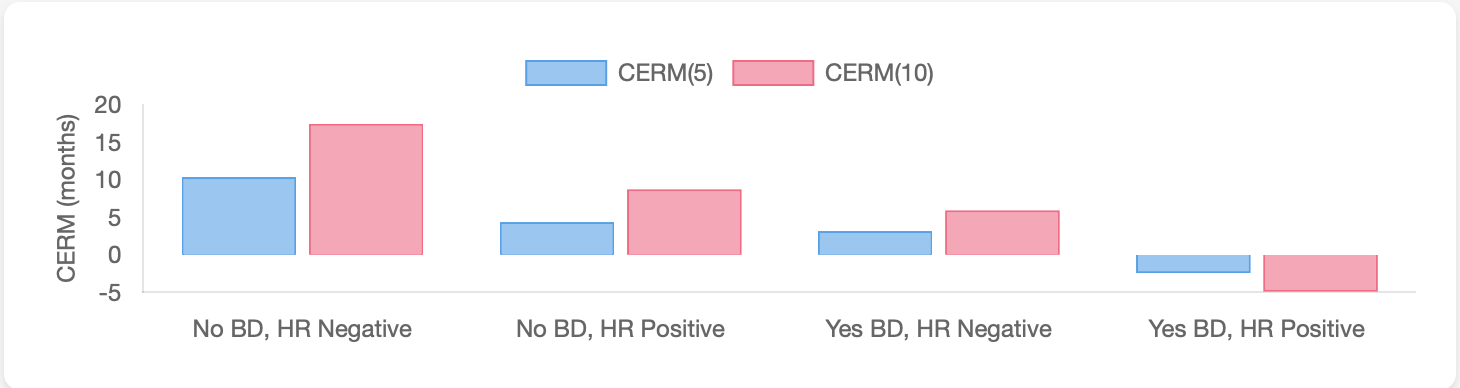 CERM(5) CERM(10)
CERM (months)
20
15
10
5
0
-5
No BD, HR Negative No BD, HR Positive Yes BD, HR Negative Yes BD, HR Positive